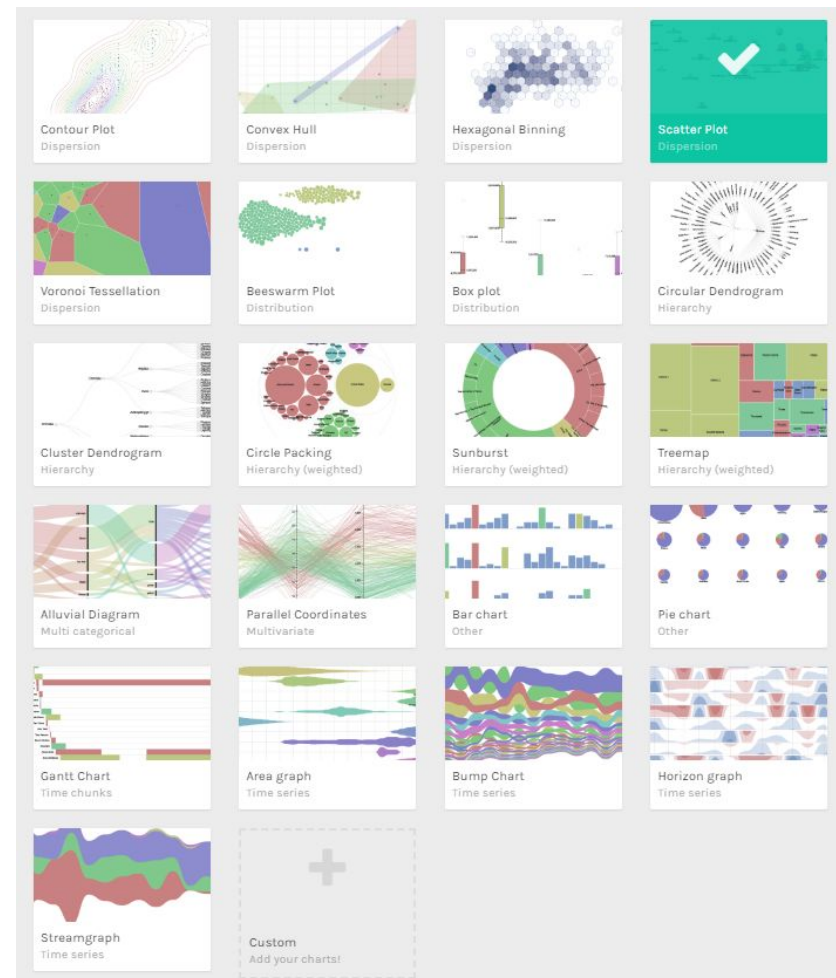 Contour Plot
Dispersion
Convex Hull
Dispersion
Hexagonal Binning
Dispersion
Scatter Plot
Dispersion
Voronoi Tessellation
Dispersion
Beeswarm Plot
Distribution
Box plot
Distribution
Circular Dendrogram
Hierarchy
Cluster Dendrogram
Hierarchy
Circle Packing
Hierarchy (weighted)
Sunburst
Hierarchy (weighted)
Treemap
Hierarchy (weighted)
Alluvial Diagram
Multi categorical
Parallel Coordinates
Multivariate
Bar chart
Other
Pie chart
Other
Gantt Chart
Time chunks
Area graph
Time series
Bump Chart
Time series
Horizon graph
Time series
Streamgraph
Time series
Custom
Add your charts!